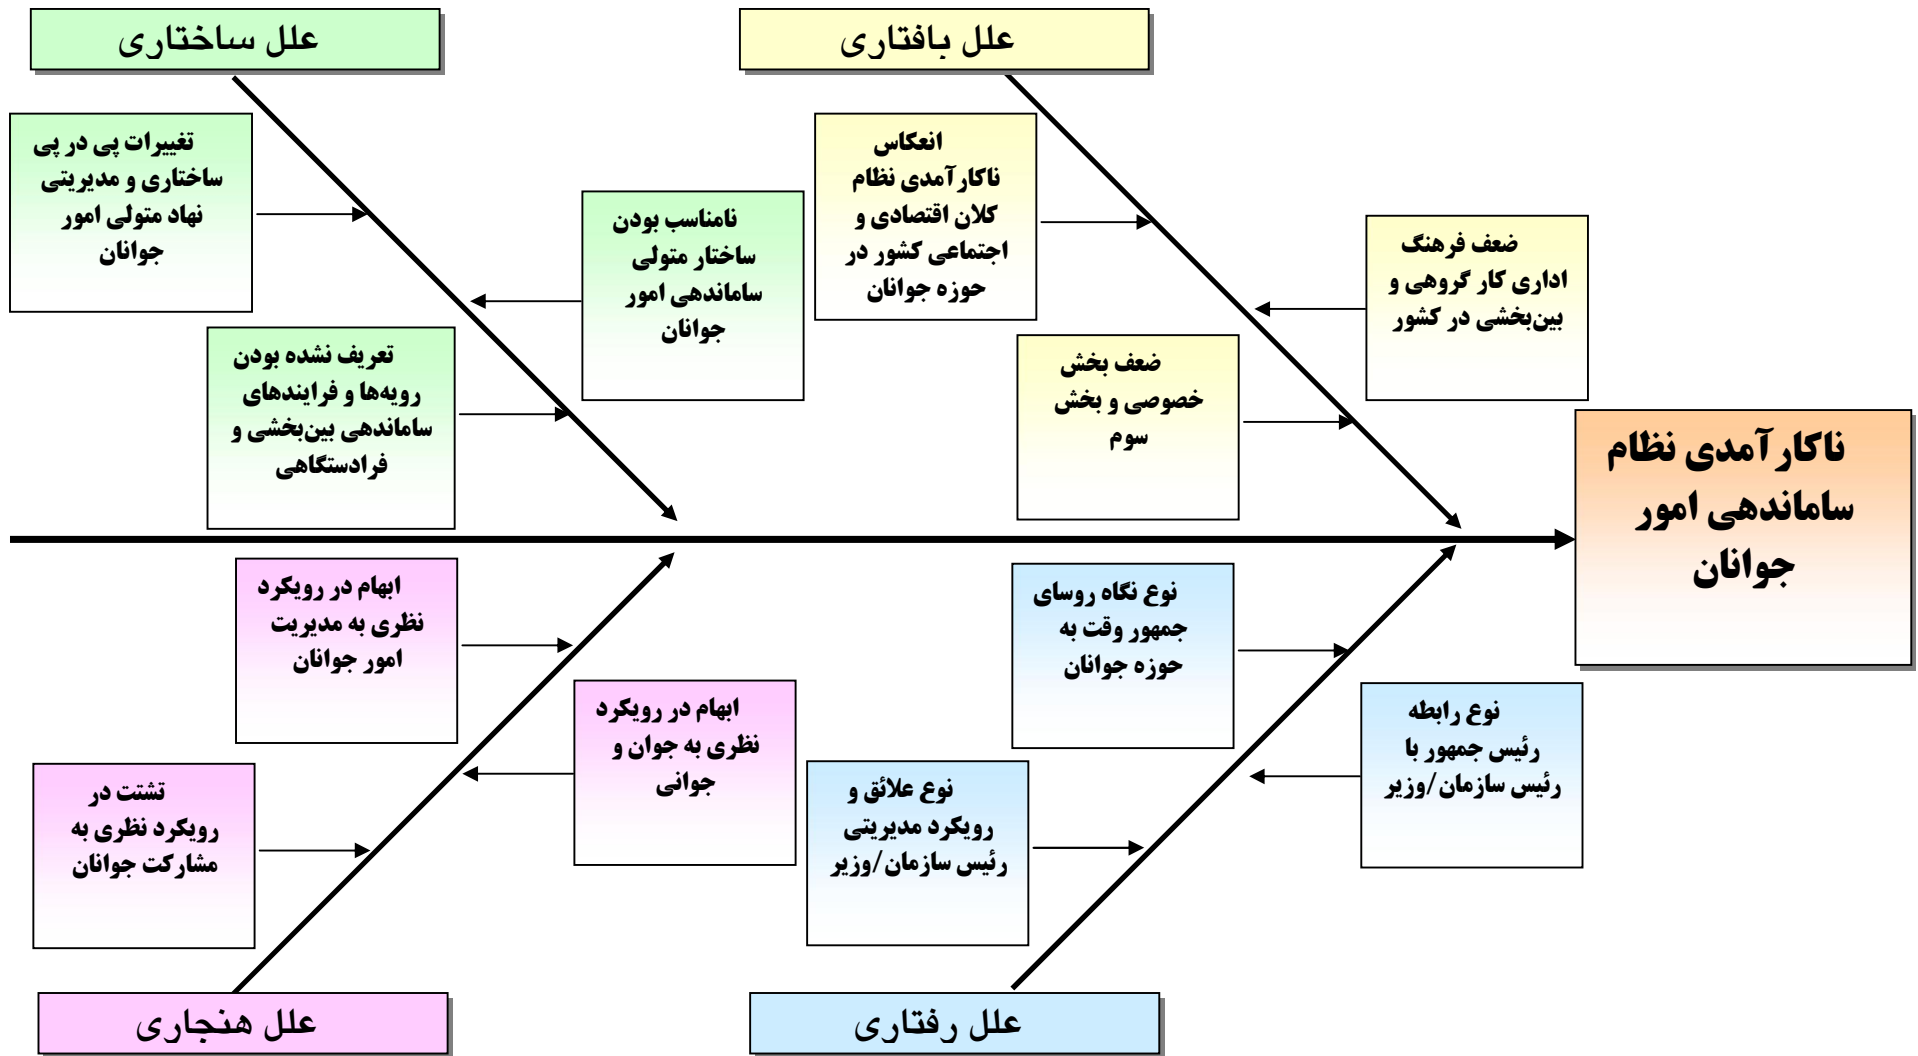 علل ساختاری
علل بافتاری
تغییرات پی در پی
ساختاری و مدیریتی
نهاد متولی امور
جوانان
نامناسب بودن
ساختار متولی
ساماندهی امور
جوانان
تعریف نشده بودن
رویه‌ها و فرایندهای
ساماندهی بین‌بخشی و
فرادستگاهی
انعکاس
ناکارآمدی نظام
کلان اقتصادی و
اجتماعی کشور در
حوزه جوانان
ضعف فرهنگ
اداری کار گروهی و
بین‌بخشی در کشور
ضعف بخش
خصوصی و بخش
سوم
ناکارآمدی نظام
ساماندهی امور
جوانان
ابهام در رویکرد
نظری به مدیریت
امور جوانان
ابهام در رویکرد
نظری به جوان و
جوانی
تشتت در
رویکرد نظری به
مشارکت جوانان
نوع نگاه روسای
جمهور وقت به
حوزه جوانان
نوع رابطه
رئیس جمهور با
رئیس سازمان/وزیر
نوع علائق و
رویکرد مدیریتی
رئیس سازمان/وزیر
علل هنجاری
علل رفتاری